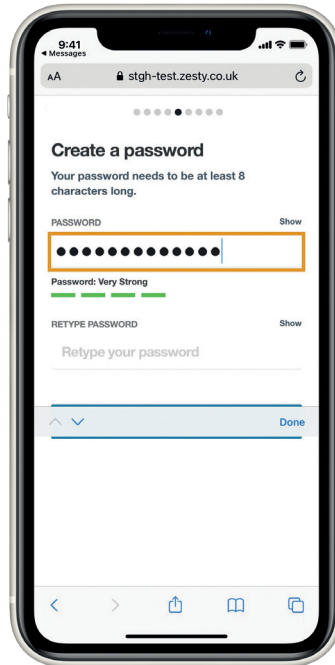 9:41
Messages
AA stgh-test.zesty.co.uk
Create a password
Your password needs to be at least 8
characters long.
PASSWORD Show
Password: Very Strong
RETYPE PASSWORD Show
Retype your password
Done